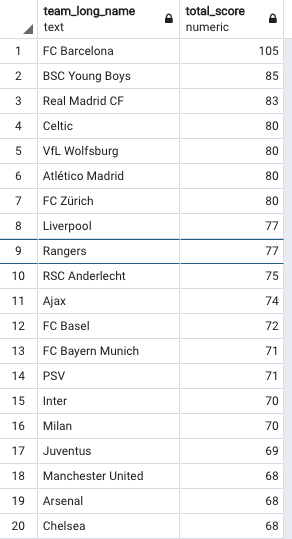 team_long_name total_score
text numeric
1 FC Barcelona 105
2 BSC Young Boys 85
3 Real Madrid CF 83
4 Celtic 80
5 VfL Wolfsburg 80
6 Atlético Madrid 80
7 FC Zürich 80
8 Liverpool 77
9 Rangers 77
10 RSC Anderlecht 75
11 Ajax 74
12 FC Basel 72
13 FC Bayern Munich 71
14 PSV 71
15 Inter 70
16 Milan 70
17 Juventus 69
18 Manchester United 68
19 Arsenal 68
20 Chelsea 68